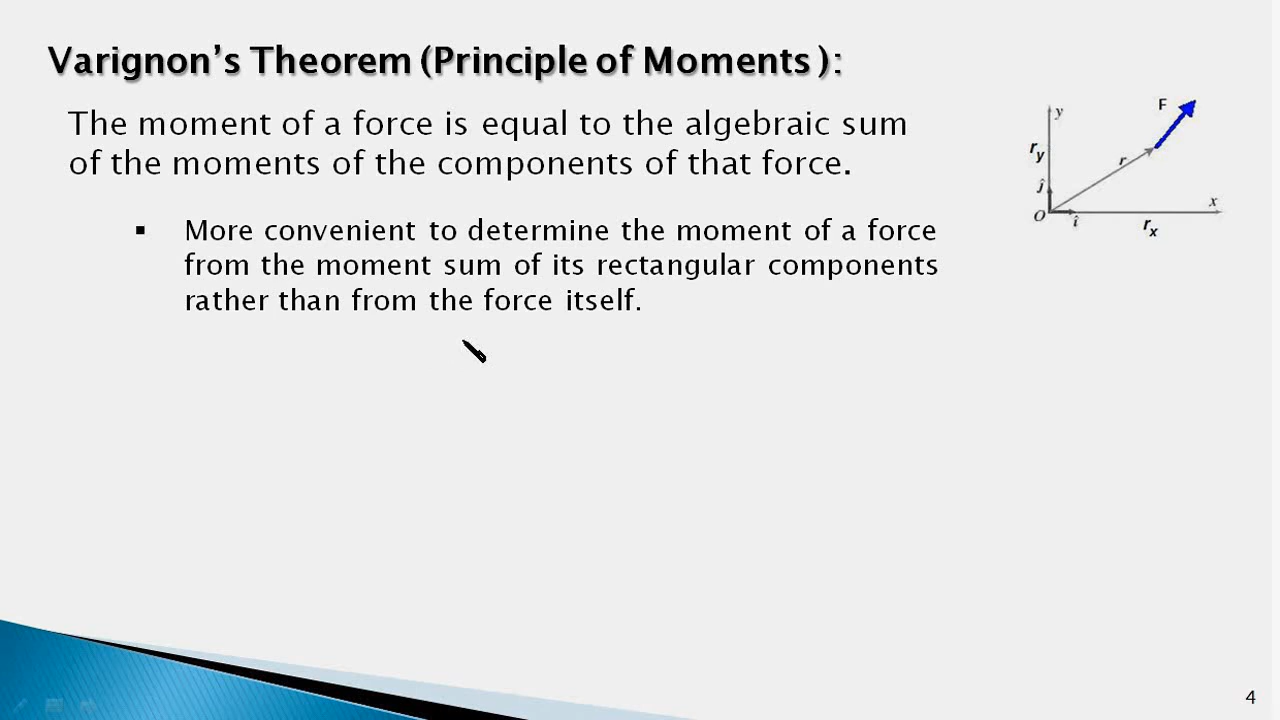 Varignon's Theorem (Principle of Moments ):
The moment of a force is equal to the algebraic sum
of the moments of the components of that force.
▪ More convenient to determine the moment of a force
from the moment sum of its rectangular components
rather than from the force itself.
F
y
ry
r
ĵ
x
O
î
rx
4